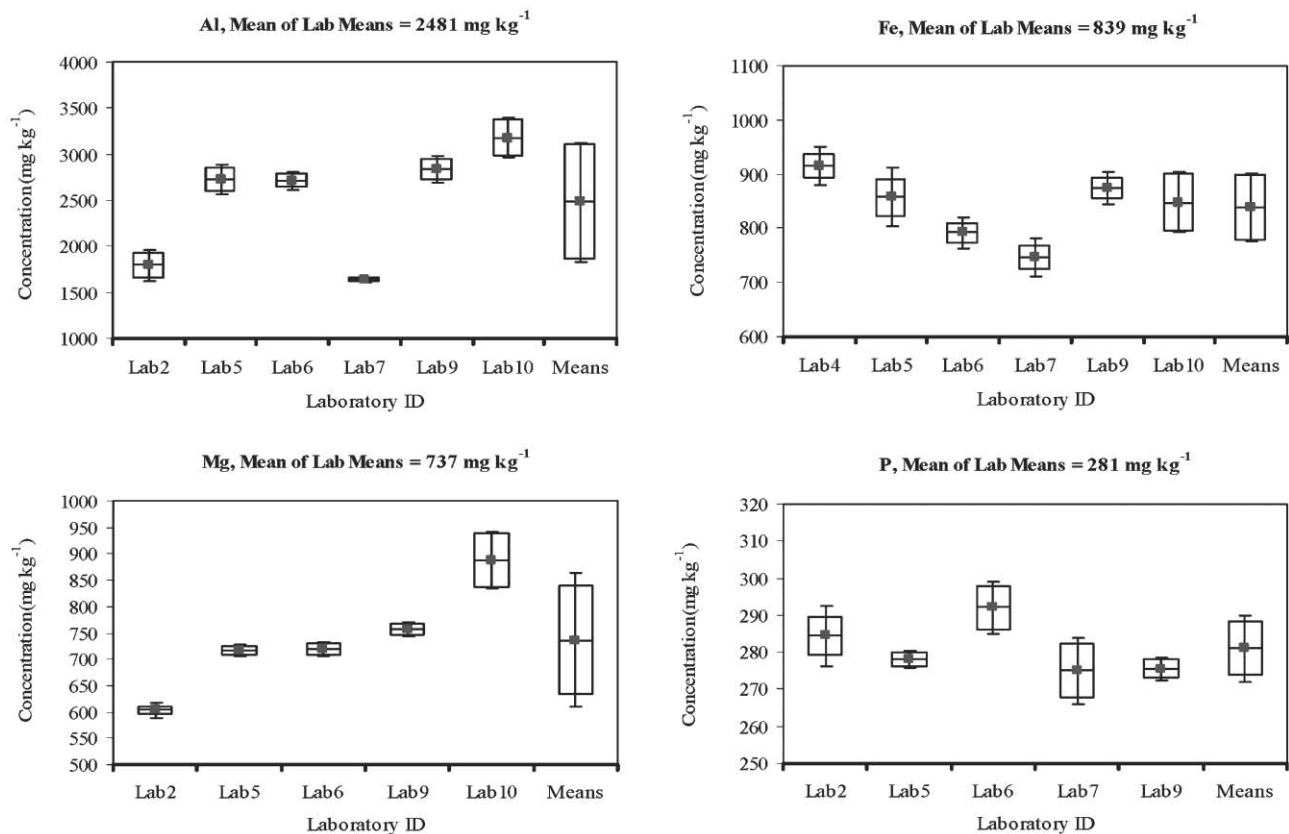 Al, Mean of Lab Means = 2481 mg kg⁻¹
Concentration(mg kg⁻¹)
4000
3500
3000
2500
2000
1500
1000
Lab2 Lab5 Lab6 Lab7 Lab9 Lab10 Means
Laboratory ID
Fe, Mean of Lab Means = 839 mg kg⁻¹
Concentration(mg kg⁻¹)
1100
1000
900
800
700
600
Lab4 Lab5 Lab6 Lab7 Lab9 Lab10 Means
Laboratory ID
Mg, Mean of Lab Means = 737 mg kg⁻¹
Concentration(mg kg⁻¹)
1000
950
900
850
800
750
700
650
600
550
500
Lab2 Lab5 Lab6 Lab9 Lab10 Means
Laboratory ID
P, Mean of Lab Means = 281 mg kg⁻¹
Concentration(mg kg⁻¹)
320
310
300
290
280
270
260
250
Lab2 Lab5 Lab6 Lab7 Lab9 Means
Laboratory ID